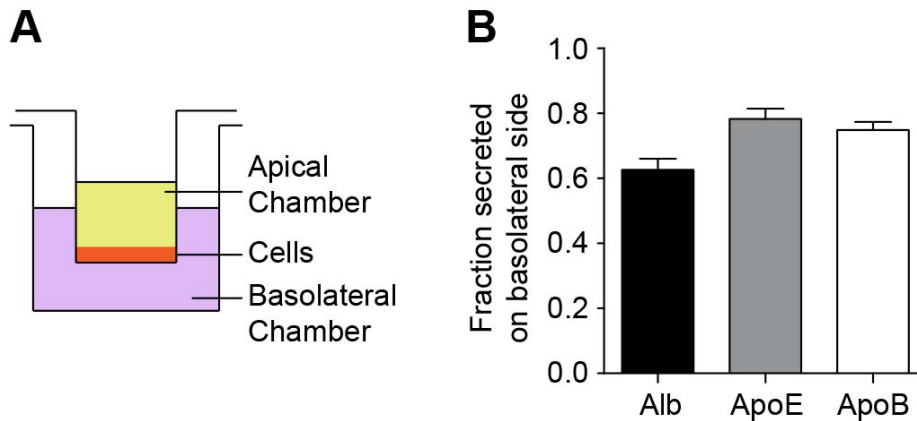 A
Apical
Chamber
Cells
Basolateral
Chamber
B
Fraction secreted
on basolateral side
1.0
0.8
0.6
0.4
0.2
0.0
Alb ApoE ApoB